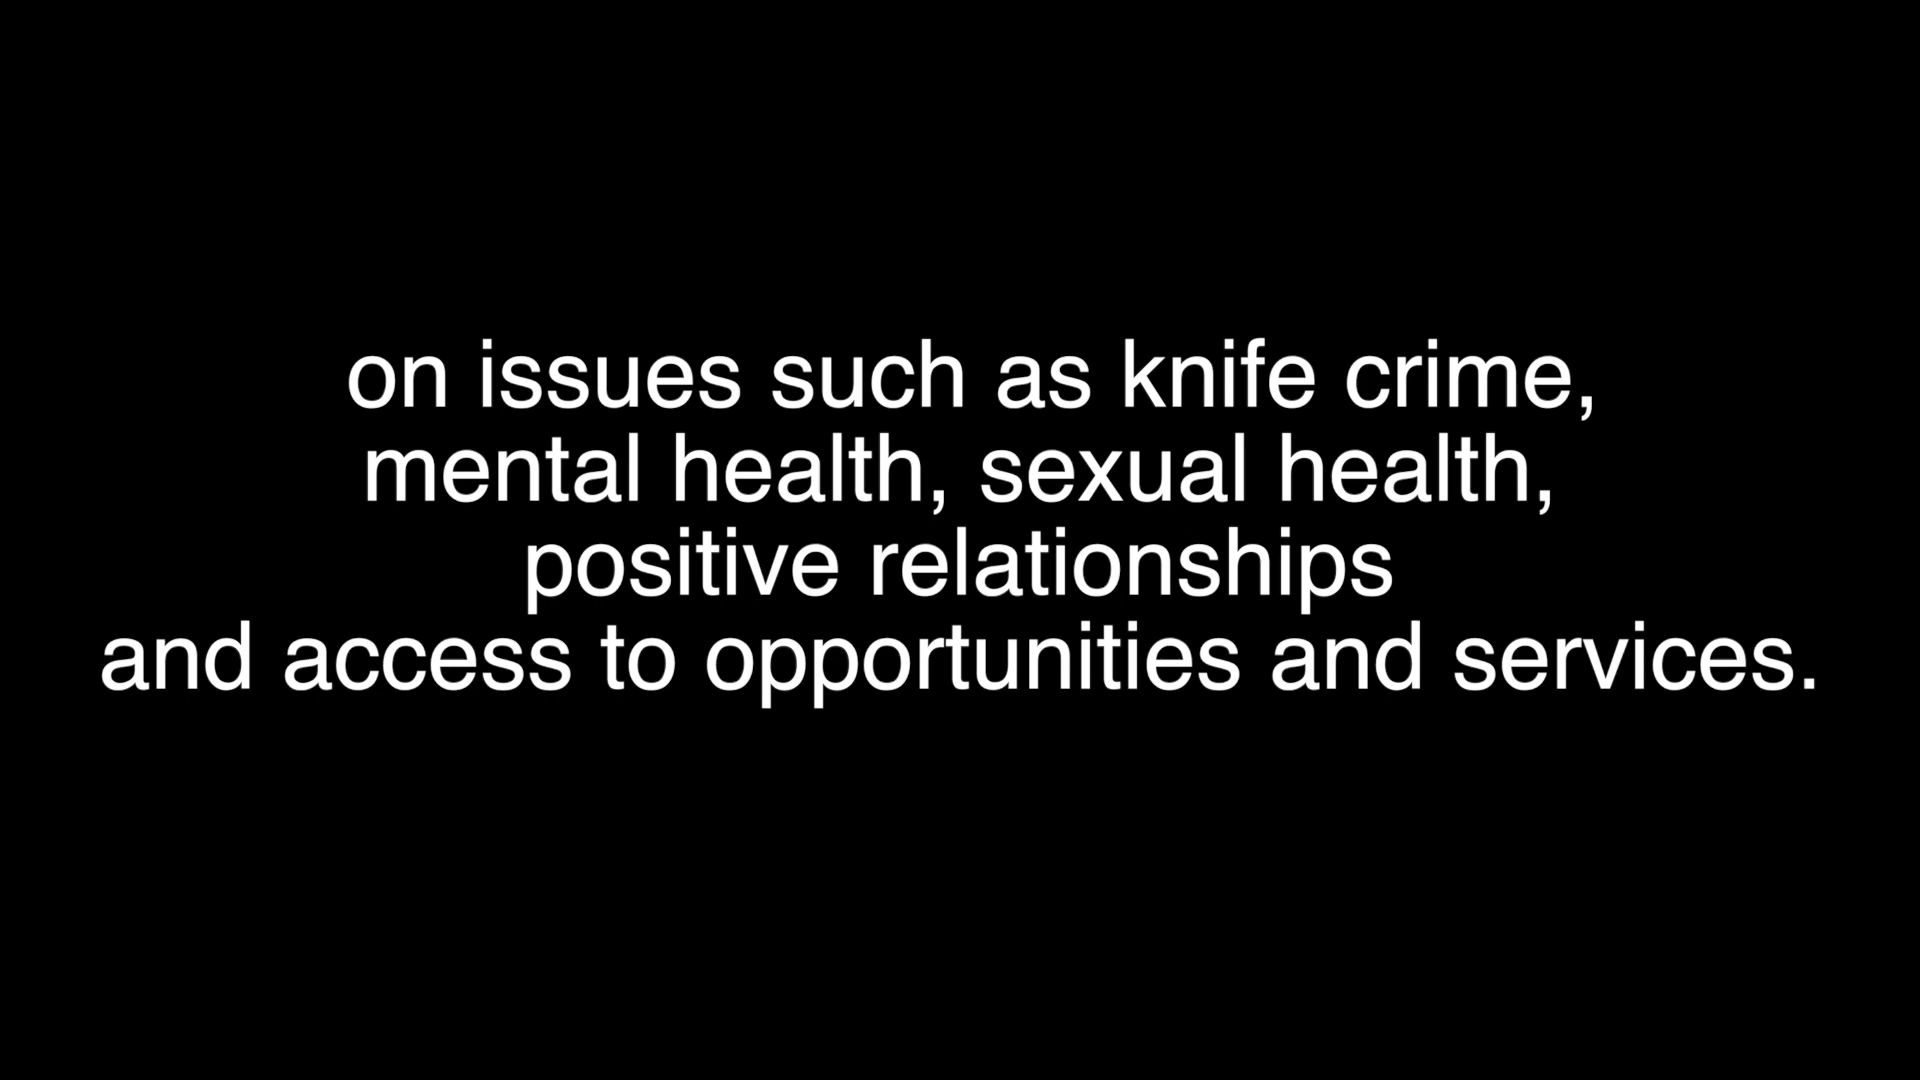 on issues such as knife crime,
mental health, sexual health,
positive relationships
and access to opportunities and services.